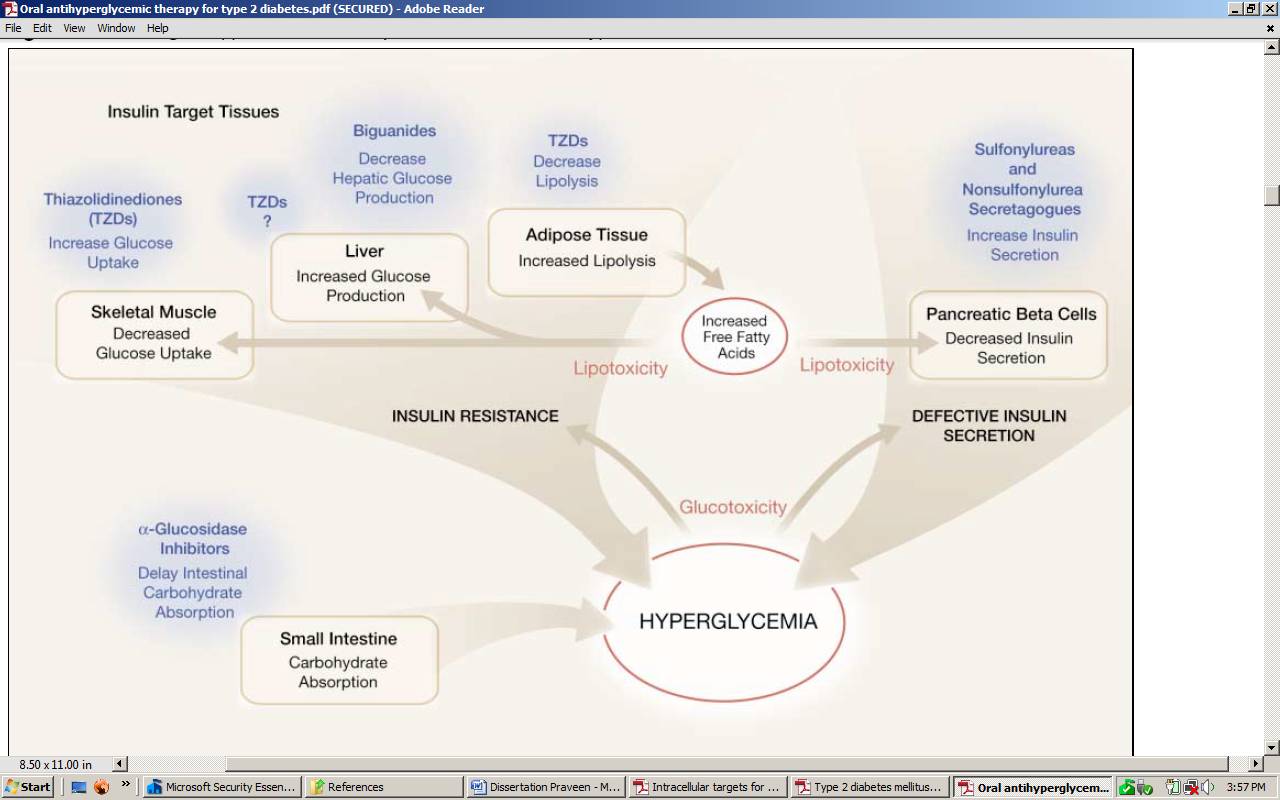 Oral antihyperglycemic therapy for type 2 diabetes.pdf (SECURED) - Adobe Reader
File Edit View Window Help
Insulin Target Tissues
Biguanides
Decrease
Hepatic Glucose
Production
TZDs
Decrease
Lipolysis
Sulfonylureas
and
Nonsulfonylurea
Secretagogues
Increase Insulin
Secretion
Thiazolidinediones
(TZDs)
Increase Glucose
Uptake
TZDs
?
Liver
Increased Glucose
Production
Adipose Tissue
Increased Lipolysis
Skeletal Muscle
Decreased
Glucose Uptake
Increased
Free Fatty
Acids
Pancreatic Beta Cells
Decreased Insulin
Secretion
Lipotoxicity
Lipotoxicity
INSULIN RESISTANCE
DEFECTIVE INSULIN
SECRETION
Glucotoxicity
α-Glucosidase
Inhibitors
Delay Intestinal
Carbohydrate
Absorption
HYPERGLYCEMIA
Small Intestine
Carbohydrate
Absorption
8.50 x 11.00 in
Start
»
Microsoft Security Essen...
References
Dissertation Praveen - M...
Intracellular targets for ...
Type 2 diabetes mellitus...
Oral antihyperglycem...
3:57 PM